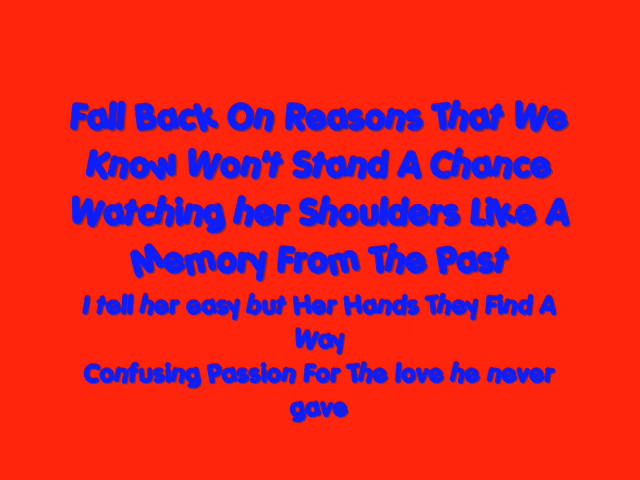 Fall Back On Reasons That We
Know Won't Stand A Chance
Watching her Shoulders Like A
Memory From The Past
I tell her easy but Her Hands They Find A
Way
Confusing Passion For The love he never
gave